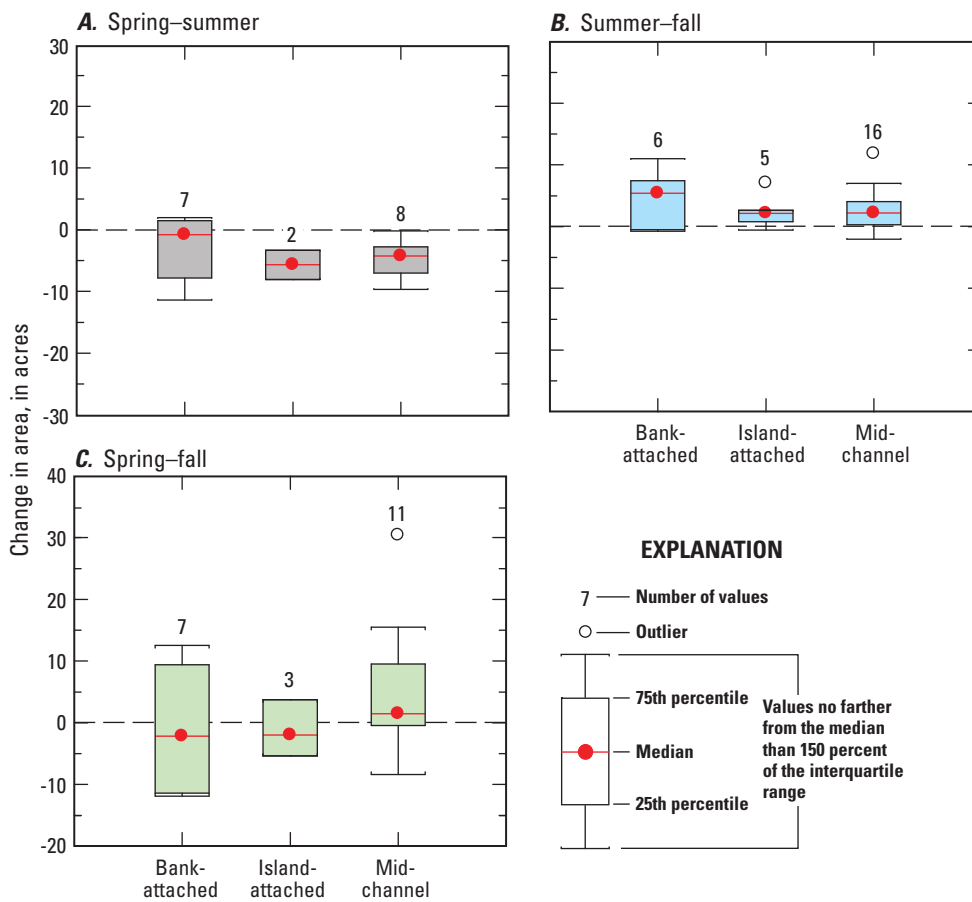 A. Spring–summer
30
20
10
0
-10
-20
-30
7
2
8
B. Summer–fall
6
5
16
Bank-
attached
Island-
attached
Mid-
channel
Change in area, in acres
C. Spring–fall
40
30
20
10
0
-10
-20
7
3
11
Bank-
attached
Island-
attached
Mid-
channel
EXPLANATION
7 Number of values
Outlier
75th percentile
Median
25th percentile
Values no farther
from the median
than 150 percent
of the interquartile
range